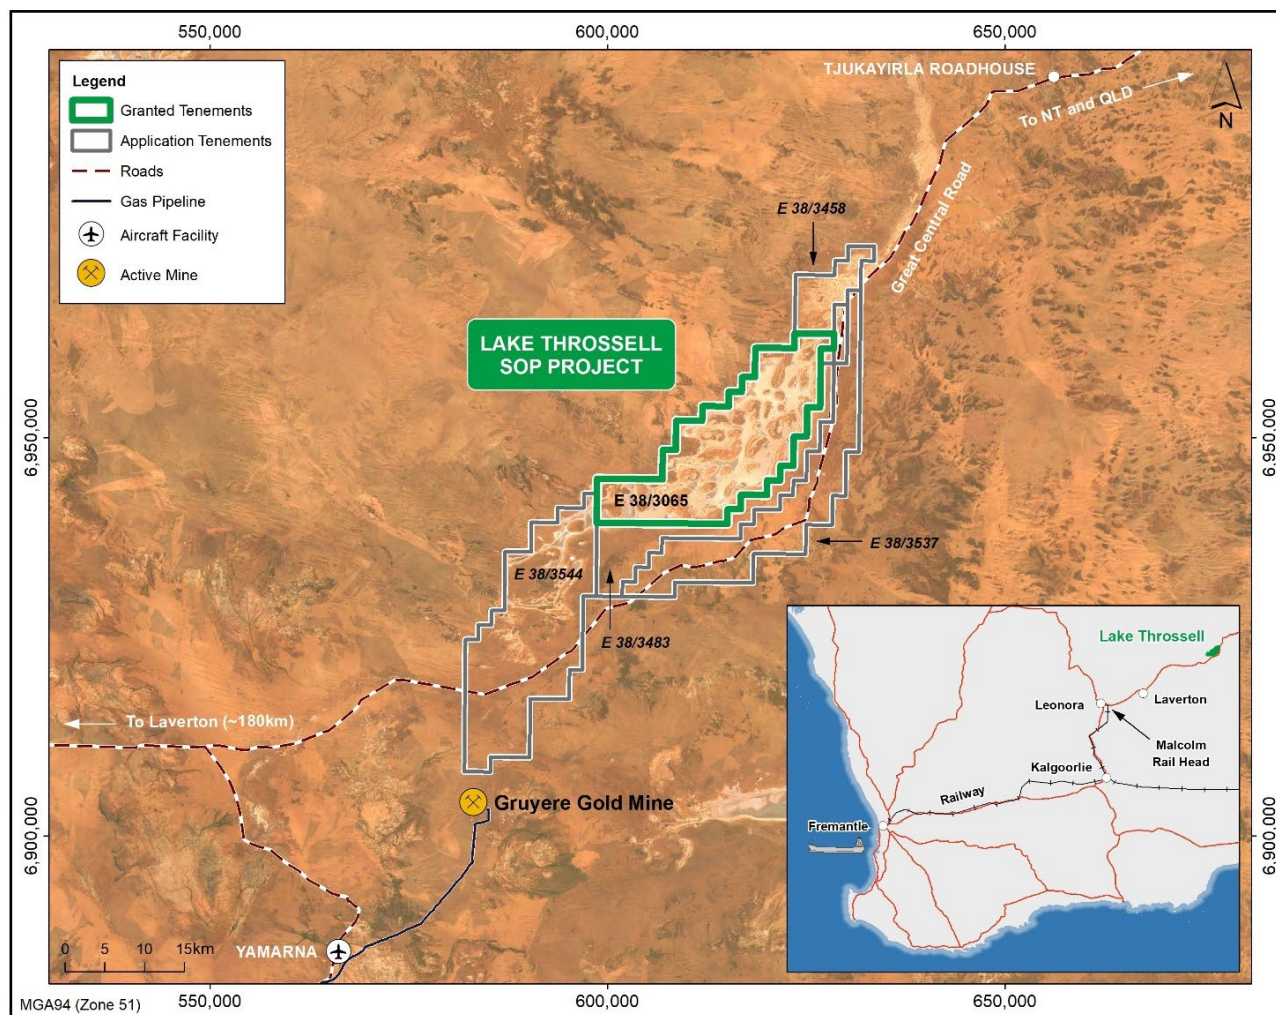 550,000
600,000
650,000
Legend
Granted Tenements
Application Tenements
Roads
Gas Pipeline
Aircraft Facility
Active Mine
TJUKAYIRLA ROADHOUSE
To NT and QLD
N
Great Central Road
E 38/3458
LAKE THROSSELL
SOP PROJECT
6,950,000
6,950,000
E 38/3065
E 38/3537
E 38/3544
E 38/3483
To Laverton (~180km)
Gruyere Gold Mine
6,900,000
6,900,000
YAMARNA
0 5 10 15km
Lake Throssell
Leonora
Laverton
Malcolm
Rail Head
Kalgoorlie
Railway
Fremantle
MGA94 (Zone 51)
550,000
600,000
650,000